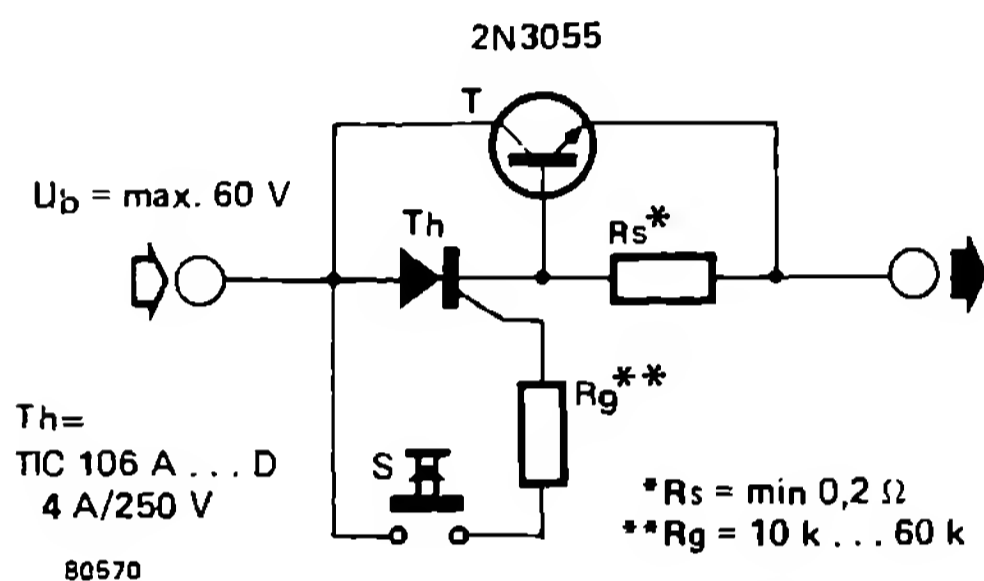 2N3055
T
Ub = max. 60 V
Th
Rs*
Rg**
Th=
TIC 106 A . . . D
4 A/250 V
S
*Rs = min 0,2 Ω
**Rg = 10 k . . . 60 k
80570